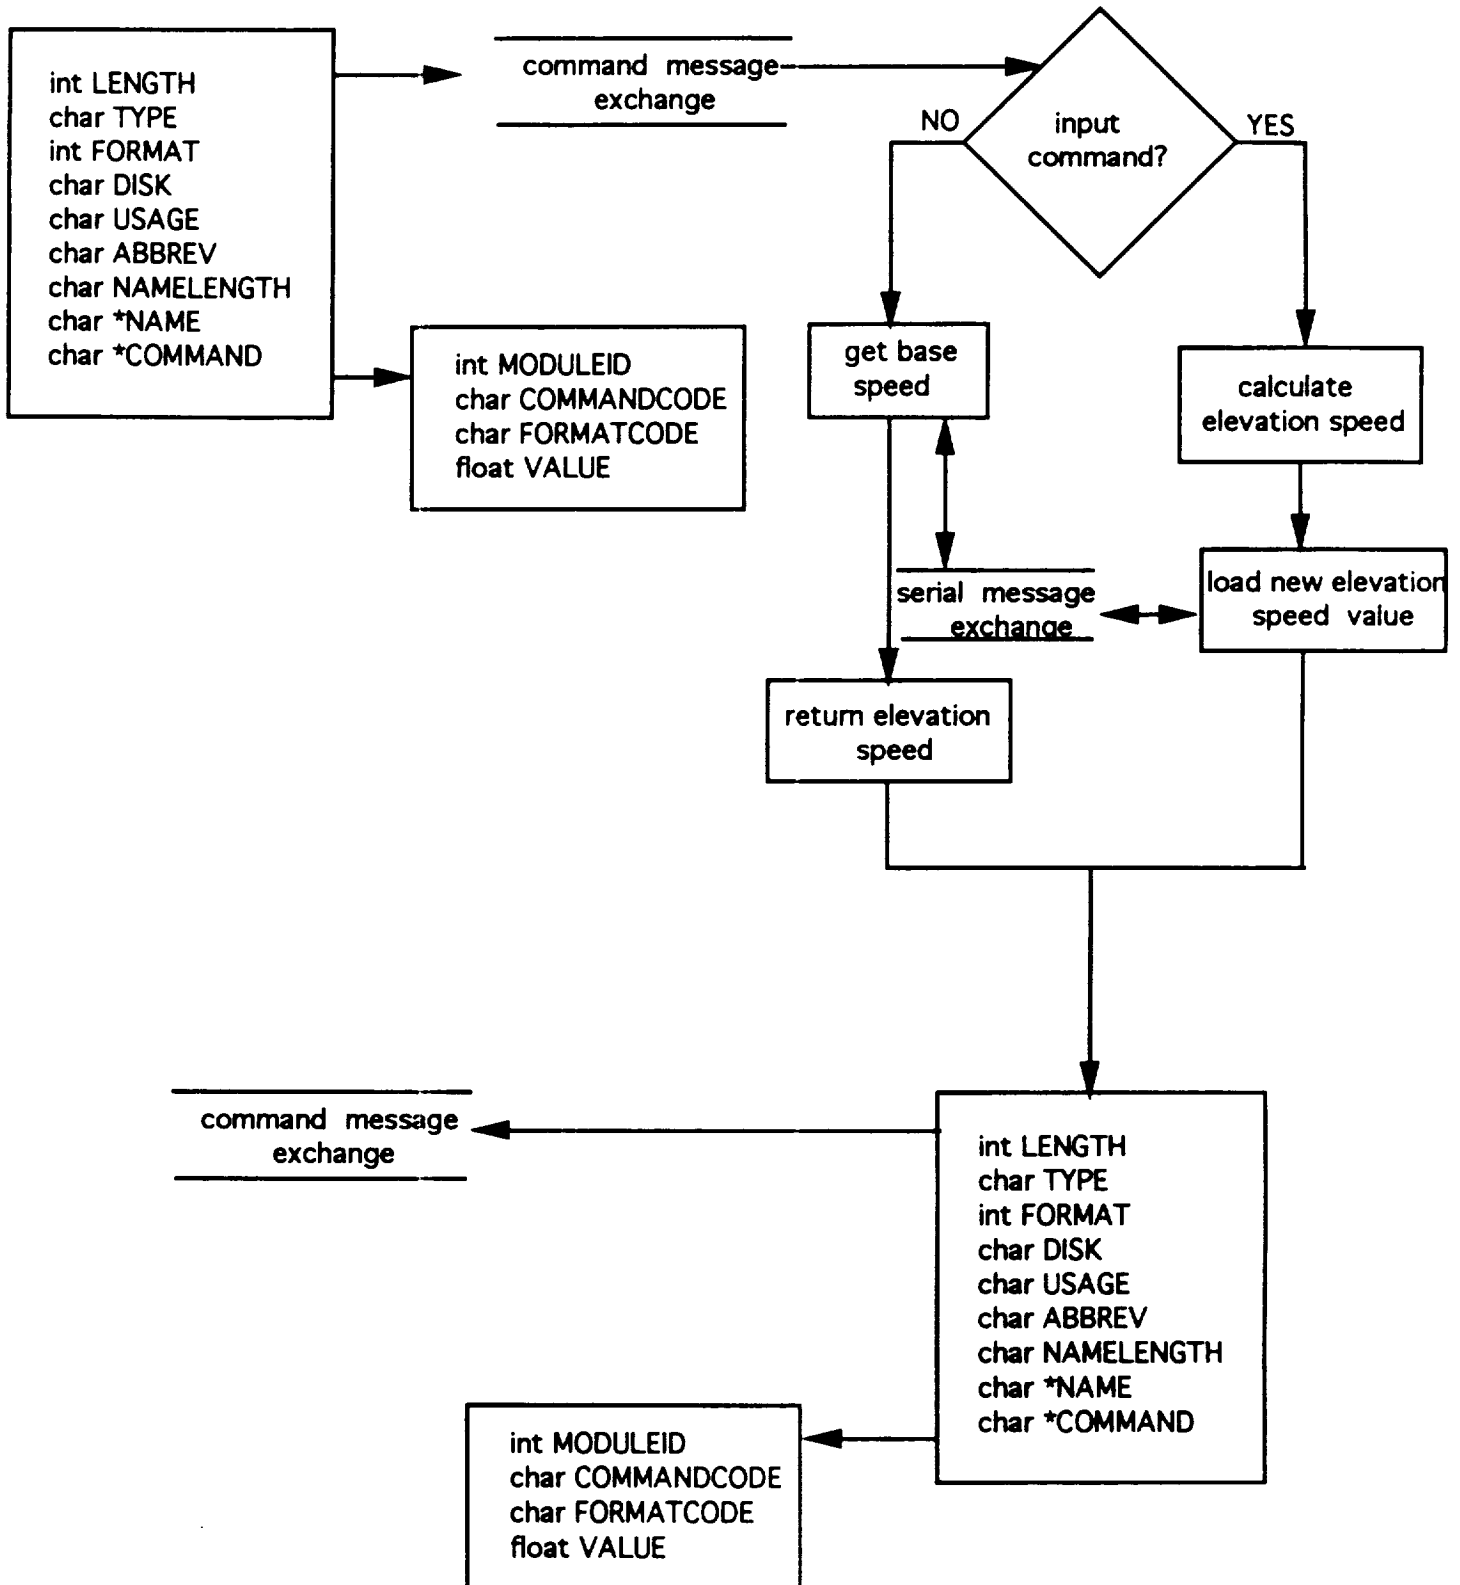 int LENGTH
char TYPE
int FORMAT
char DISK
char USAGE
char ABBREV
char NAMELENGTH
char *NAME
char *COMMAND
command message
exchange
input
command?
NO
YES
int MODULEID
char COMMANDCODE
char FORMATCODE
float VALUE
get base
speed
calculate
elevation speed
serial message
exchange
load new elevation
speed value
return elevation
speed
command message
exchange
int LENGTH
char TYPE
int FORMAT
char DISK
char USAGE
char ABBREV
char NAMELENGTH
char *NAME
char *COMMAND
int MODULEID
char COMMANDCODE
char FORMATCODE
float VALUE